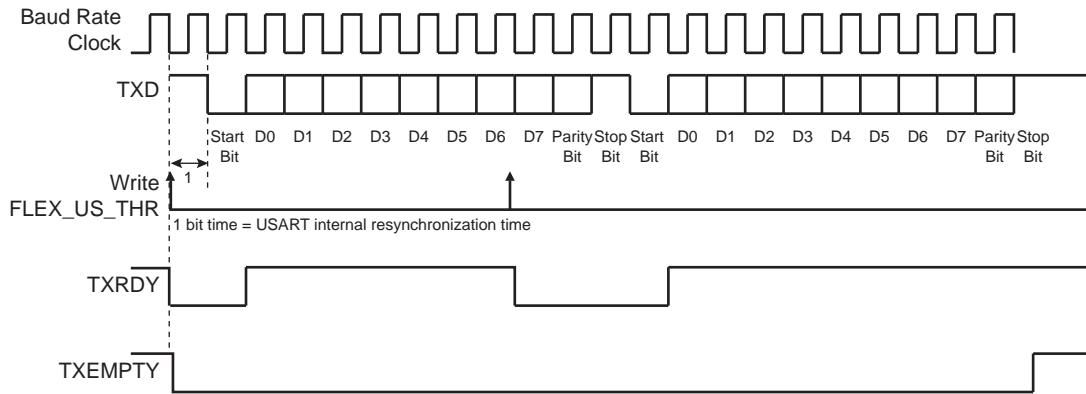 Baud Rate
Clock
TXD
Start D0 D1 D2 D3 D4 D5 D6 D7 Parity Stop Start D0 D1 D2 D3 D4 D5 D6 D7 Parity Stop
Bit Bit Bit Bit Bit Bit
1
Write
FLEX_US_THR
1 bit time = USART internal resynchronization time
TXRDY
TXEMPTY